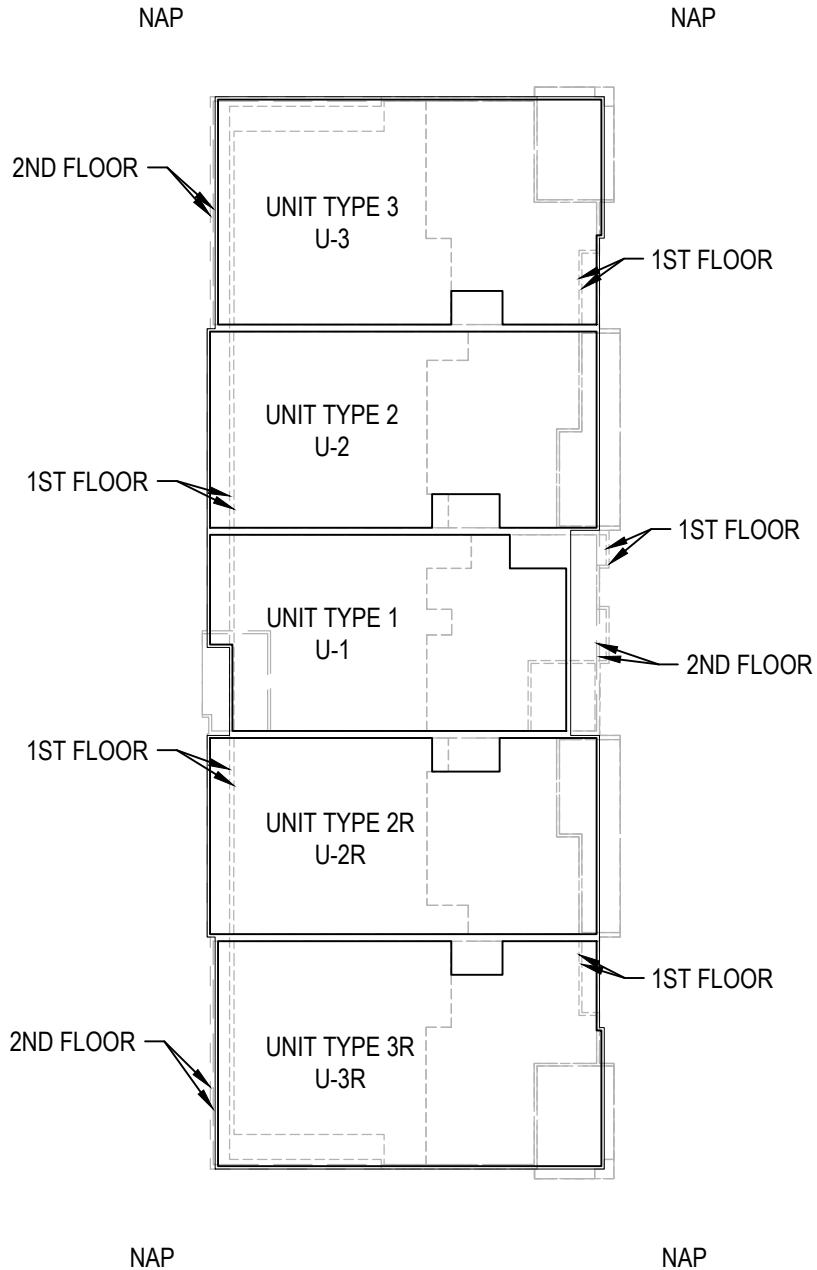 NAP
NAP
2ND FLOOR
UNIT TYPE 3
U-3
1ST FLOOR
UNIT TYPE 2
U-2
1ST FLOOR
1ST FLOOR
UNIT TYPE 1
U-1
2ND FLOOR
1ST FLOOR
UNIT TYPE 2R
U-2R
1ST FLOOR
2ND FLOOR
UNIT TYPE 3R
U-3R
NAP
NAP